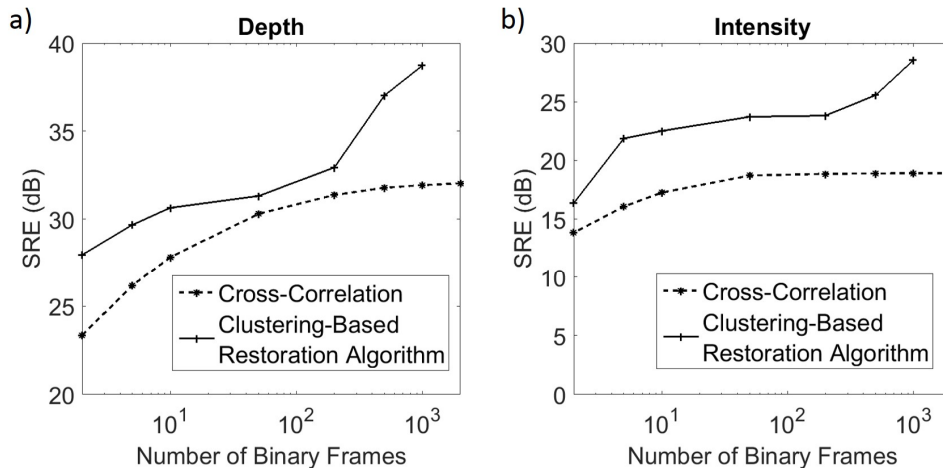 a)
Depth
40
35
30
25
20
SRE (dB)
10^1
10^2
10^3
Number of Binary Frames
Cross-Correlation
Clustering-Based
Restoration Algorithm
b)
Intensity
30
25
20
15
10
5
0
SRE (dB)
10^1
10^2
10^3
Number of Binary Frames
Cross-Correlation
Clustering-Based
Restoration Algorithm